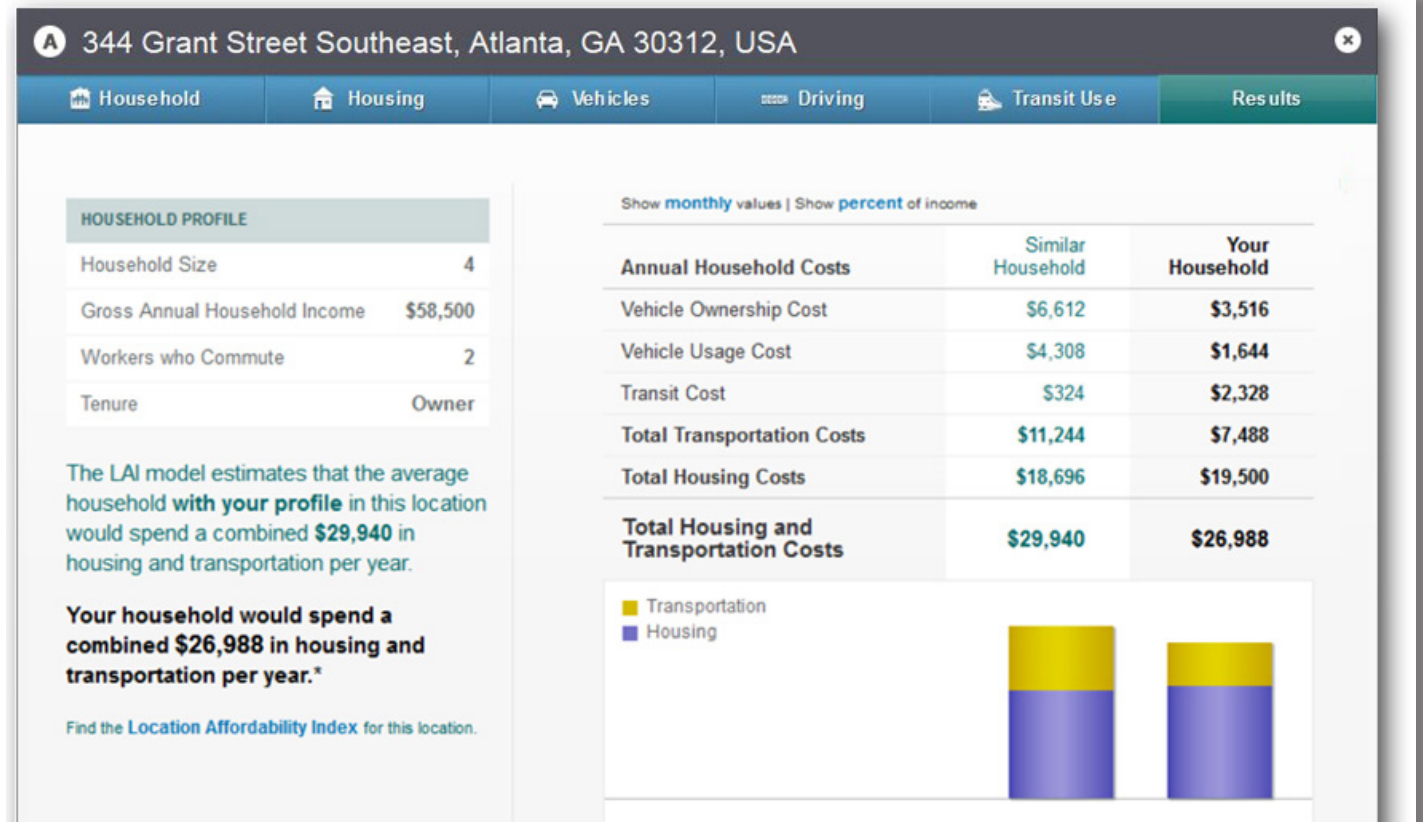 A 344 Grant Street Southeast, Atlanta, GA 30312, USA
Household Housing Vehicles Driving Transit Use Results
HOUSEHOLD PROFILE
Household Size 4
Gross Annual Household Income $58,500
Workers who Commute 2
Tenure Owner
The LAI model estimates that the average
household with your profile in this location
would spend a combined $29,940 in
housing and transportation per year.
Your household would spend a
combined $26,988 in housing and
transportation per year.*
Find the Location Affordability Index for this location.
Show monthly values | Show percent of income
Annual Household Costs Similar Household Your Household
Vehicle Ownership Cost $6,612 $3,516
Vehicle Usage Cost $4,308 $1,644
Transit Cost $324 $2,328
Total Transportation Costs $11,244 $7,488
Total Housing Costs $18,696 $19,500
Total Housing and
Transportation Costs $29,940 $26,988
Transportation
Housing